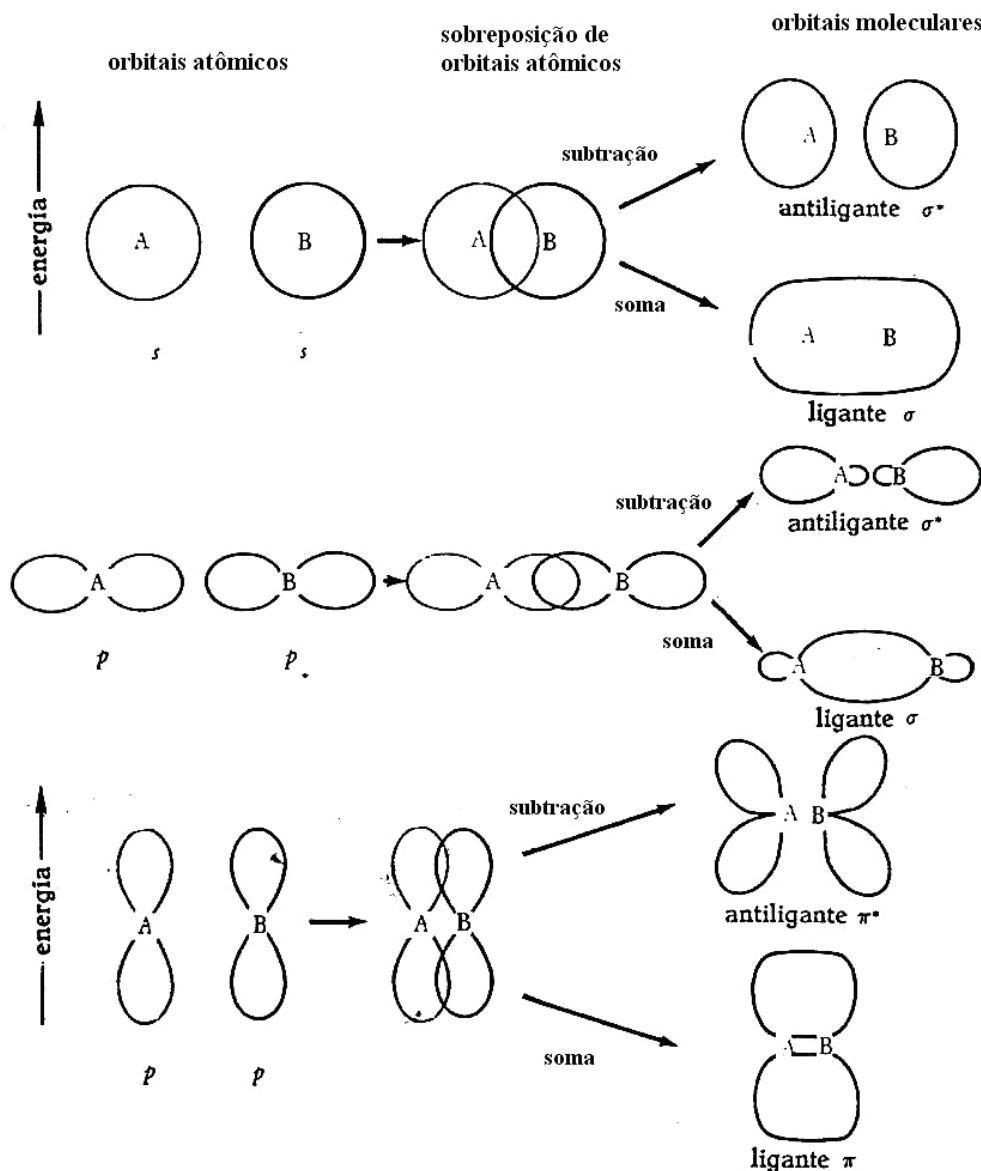 orbitais atômicos
sobreposição de
orbitais atômicos
orbitais moleculares
energia
A
B
s
s
A
B
subtração
soma
A
B
antiligante σ*
A
B
ligante σ
A
B
p
p
A
B
subtração
soma
A
B
antiligante σ*
A
B
ligante σ
energia
A
B
p
p
A
B
subtração
soma
A
B
antiligante π*
A
B
ligante π